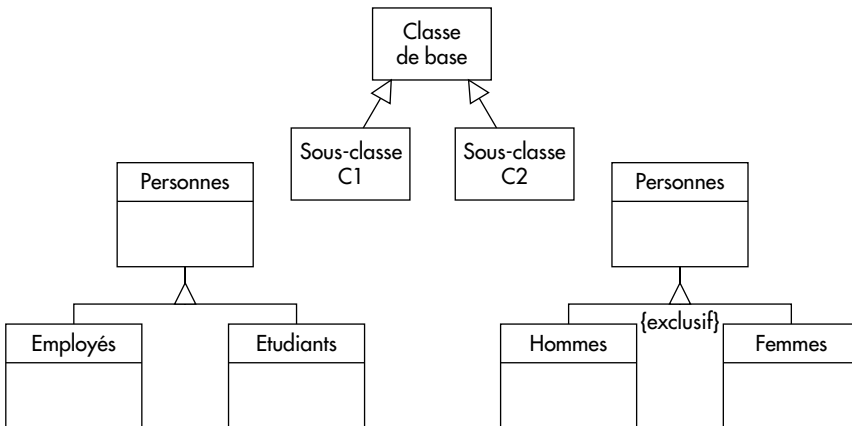 Classe
de base
Sous-classe
C1
Sous-classe
C2
Personnes
Personnes
Employés
Etudiants
{exclusif}
Hommes
Femmes